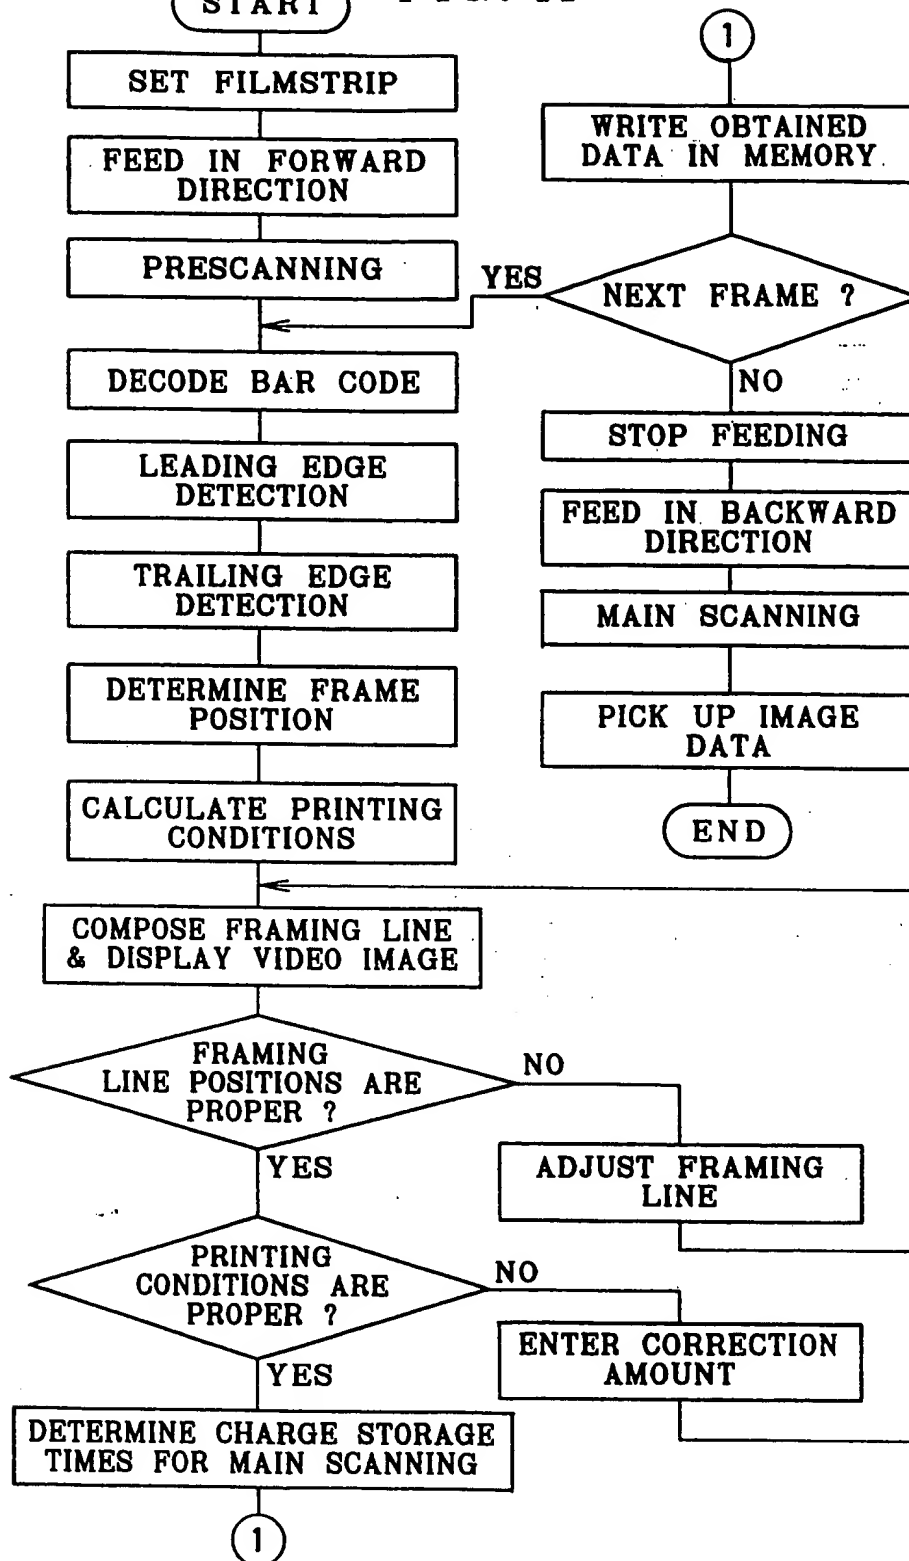 START
SET FILMSTRIP
FEED IN FORWARD
DIRECTION
PRESCANNING
DECODE BAR CODE
LEADING EDGE
DETECTION
TRAILING EDGE
DETECTION
DETERMINE FRAME
POSITION
CALCULATE PRINTING
CONDITIONS
COMPOSE FRAMING LINE
& DISPLAY VIDEO IMAGE
FRAMING
LINE POSITIONS ARE
PROPER ?
NO
ADJUST FRAMING
LINE
YES
PRINTING
CONDITIONS ARE
PROPER ?
NO
ENTER CORRECTION
AMOUNT
YES
DETERMINE CHARGE STORAGE
TIMES FOR MAIN SCANNING
1
1
WRITE OBTAINED
DATA IN MEMORY
NEXT FRAME ?
YES
NO
STOP FEEDING
FEED IN BACKWARD
DIRECTION
MAIN SCANNING
PICK UP IMAGE
DATA
END